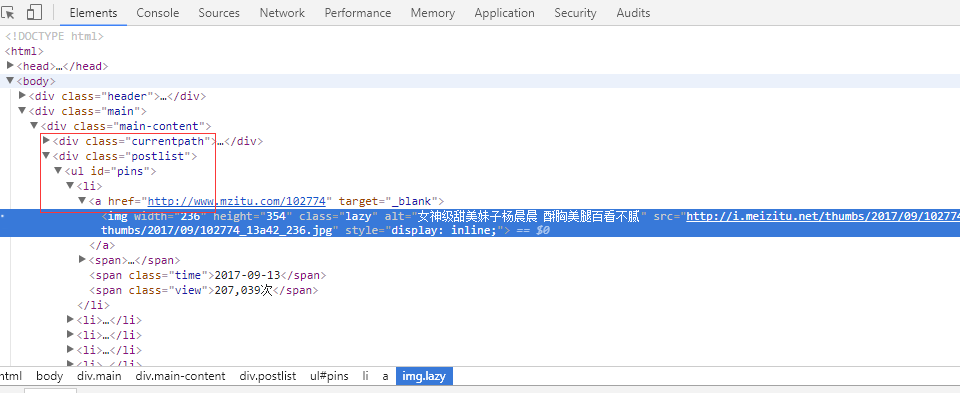 Elements Console Sources Network Performance Memory Application Security Audits
<!DOCTYPE html>
<html>
<head>…</head>
<body>
<div class="header">…</div>
<div class="main">
<div class="main-content">
<div class="currentpath">…</div>
<div class="postlist">
<ul id="pins">
<li>
<a href="http://www.mzitu.com/102774" target="_blank">
<img width="236" height="354" class="lazy" alt="女神级甜美妹子杨晨晨 酥胸美腿百看不腻" src="http://i.meizitu.net/thumbs/2017/09/102774
thumbs/2017/09/102774_13a42_236.jpg" style="display: inline;"> == $0
</a>
<span>…</span>
<span class="time">2017-09-13</span>
<span class="view">207,039次</span>
</li>
<li>…</li>
<li>…</li>
<li>…</li>
<li>…</li>
html body div.main div.main-content div.postlist ul#pins li a img.lazy